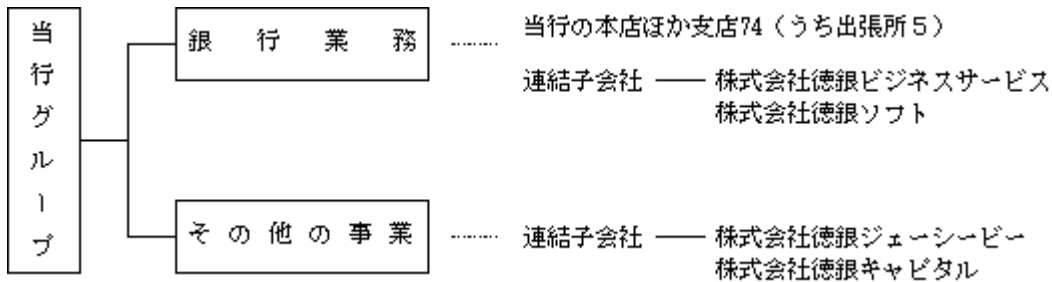 当行グループ
銀行業務
当行の本店ほか支店74（うち出張所5）
連結子会社
株式会社徳銀ビジネスサービス
株式会社徳銀ソフト
その他の事業
連結子会社
株式会社徳銀ジェーシービー
株式会社徳銀キャピタル